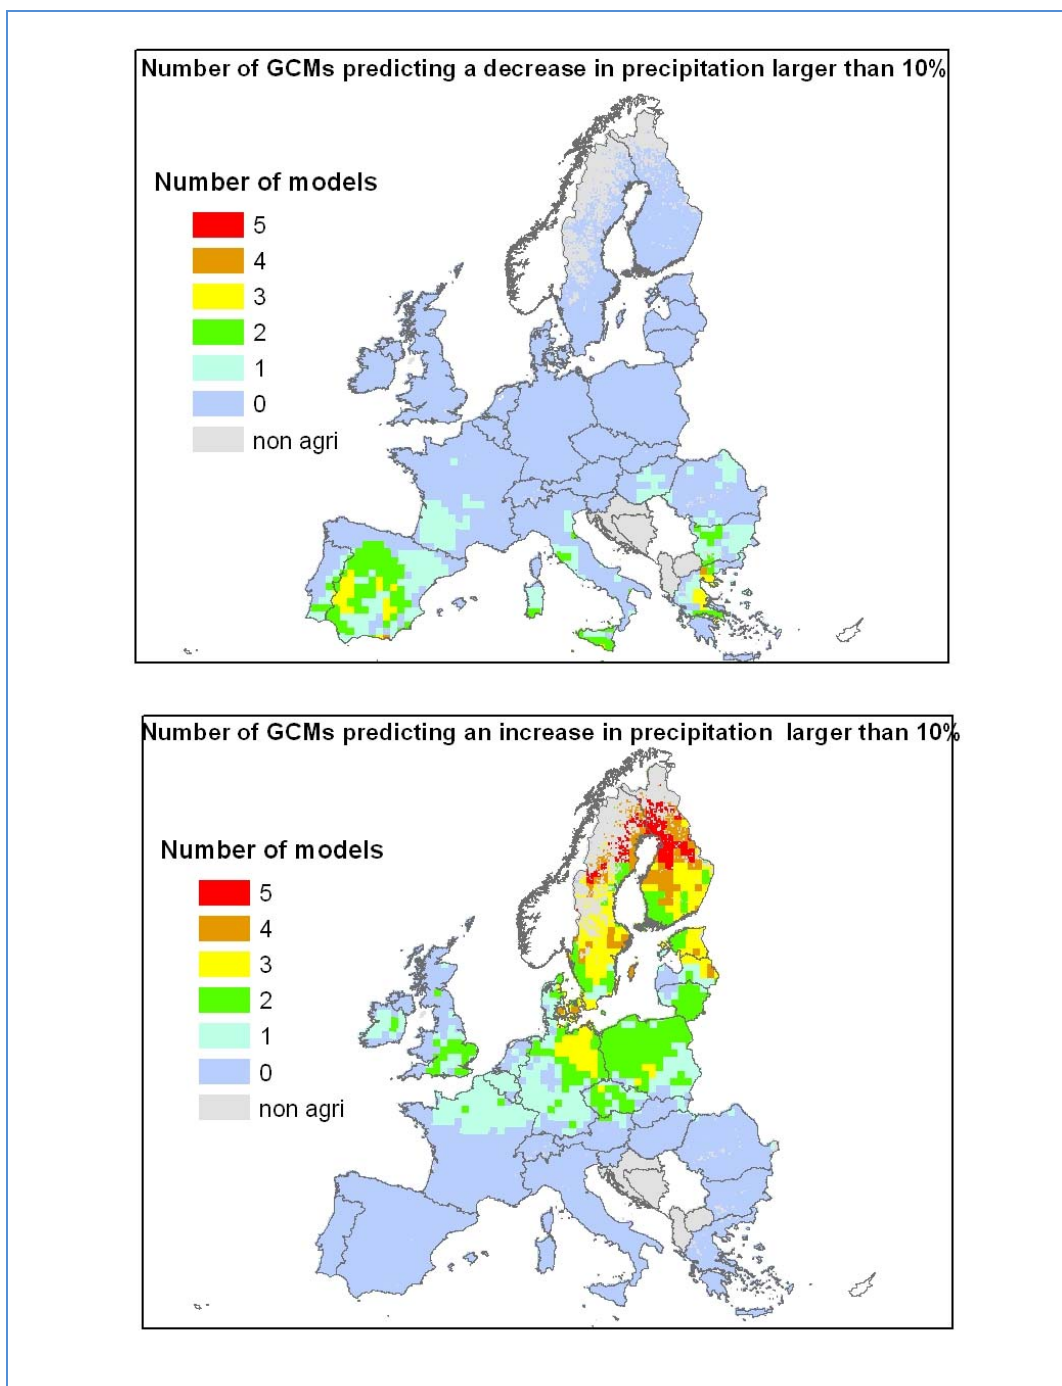 Number of GCMs predicting a decrease in precipitation larger than 10%
Number of models
5
4
3
2
1
0
non agri
Number of GCMs predicting an increase in precipitation larger than 10%
Number of models
5
4
3
2
1
0
non agri